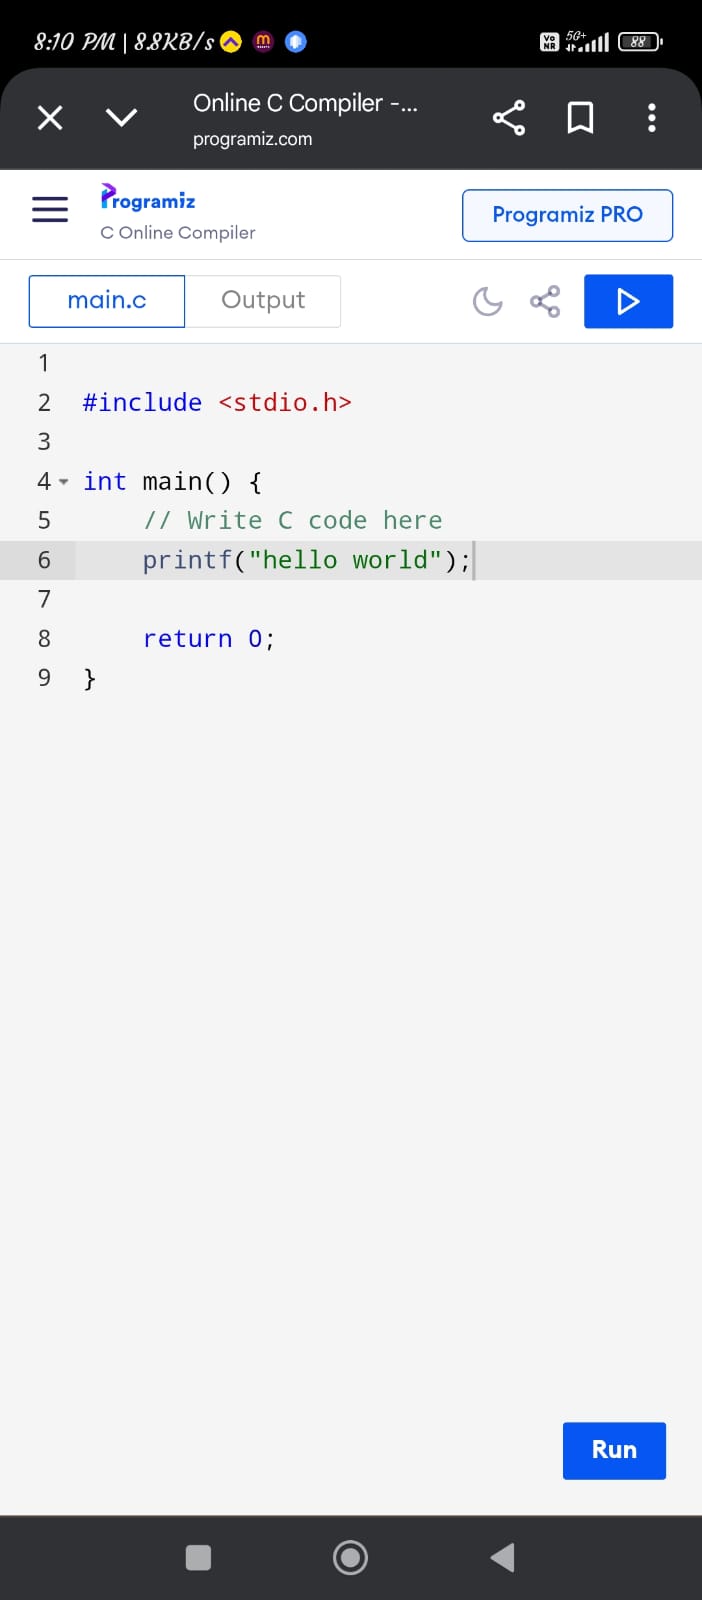 8:10 PM | 8.8KB/s
Vo NR 5G+ 88
Online C Compiler -...
programiz.com
Programiz
C Online Compiler
Programiz PRO
main.c Output
1
2 #include <stdio.h>
3
4 int main() {
5 // Write C code here
6 printf("hello world");
7
8 return 0;
9 }
Run